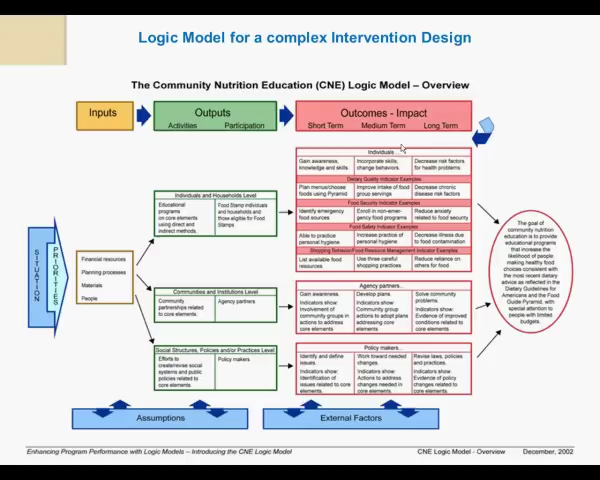 Logic Model for a complex Intervention Design
The Community Nutrition Education (CNE) Logic Model – Overview
Inputs
Outputs
Activities Participation
Outcomes - Impact
Short Term Medium Term Long Term
SITUATION
PRIORITIES
Financial resources
Planning processes
Materials
People
Individuals and Households Level
Educational
programs
on core
elements
using direct
and indirect
methods.
Food Stamp individuals
and households and
those eligible for Food
Stamps
Communities and Institutions Level
Community
partnerships related
to core elements.
Agency partners
Social Structures, Policies and/or Practices Level
Efforts to
create/revise social
systems and public
policies related to
core elements.
Policy makers
Individuals...
Gain awareness,
knowledge and skills.
Incorporate skills,
change behaviors.
Decrease risk factors
for health problems
Dietary Quality Indicator Examples
Plan menus/choose
foods using Pyramid
Improve intake of food
group servings
Decrease chronic
disease risk factors
Food Security Indicator Examples
Identify emergency
food sources
Enroll in non-emer-
gency food programs
Reduce anxiety
related to food security
Food Safety Indicator Examples
Able to practice
personal hygiene
Increase practice of
personal hygiene
Decrease illness due
to food contamination
Shopping Behavior/Food Resource Management Indicator Examples
List available food
resources
Use three careful
shopping practices
Reduce reliance on
others for food
Agency partners...
Gain awareness.
Indicators show:
Involvement of
community groups in
actions to address
core elements
Develop plans.
Indicators show:
Community group
actions to adopt plans
addressing core
elements
Solve community
problems.
Indicators show:
Evidence of improved
conditions related to
core elements
Policy makers...
Identify and define
issues.
Indicators show:
Identification of
issues related to core
elements.
Work toward needed
changes.
Indicators show:
Actions to address
changes needed in
core elements.
Revise laws, policies
and practices.
Indicators show:
Evidence of policy
changes related to core
elements.
The goal of
community nutrition
education is to provide
educational programs
that increase the
likelihood of people
making healthy food
choices consistent with
the most recent dietary
advice as reflected in the
Dietary Guidelines for
Americans and the
Food Guide Pyramid, with
special attention to
people with limited
budgets.
Assumptions
External Factors
Enhancing Program Performance with Logic Models – Introducing the CNE Logic Model
CNE Logic Model - Overview
December, 2002